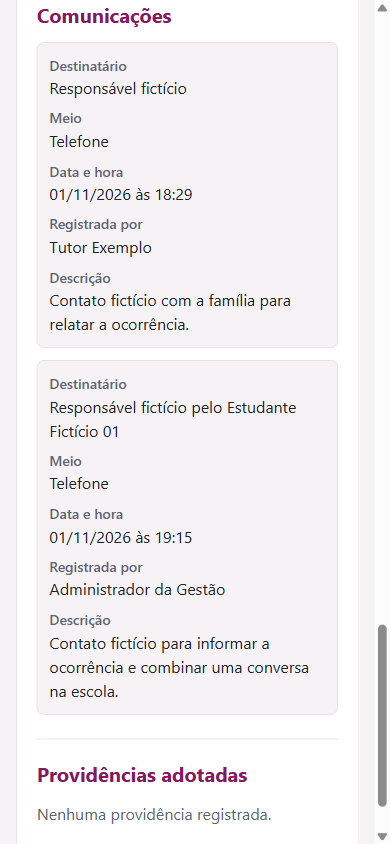 Comunicações
Destinatário
Responsável fictício
Meio
Telefone
Data e hora
01/11/2026 às 18:29
Registrada por
Tutor Exemplo
Descrição
Contato fictício com a família para
relatar a ocorrência.
Destinatário
Responsável fictício pelo Estudante
Fictício 01
Meio
Telefone
Data e hora
01/11/2026 às 19:15
Registrada por
Administrador da Gestão
Descrição
Contato fictício para informar a
ocorrência e combinar uma conversa
na escola.
Providências adotadas
Nenhuma providência registrada.